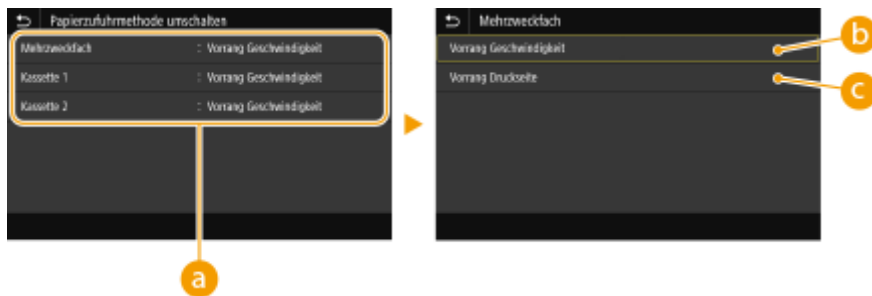 Papierzufuhrmethode umschalten
Mehrzweckfach : Vorrang Geschwindigkeit
Kassette 1 : Vorrang Geschwindigkeit
Kassette 2 : Vorrang Geschwindigkeit
a
Mehrzweckfach
Vorrang Geschwindigkeit
b
Vorrang Druckseite
c